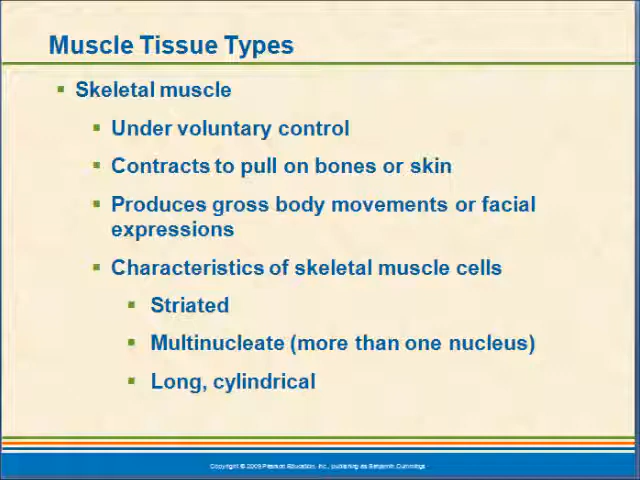 Muscle Tissue Types
Skeletal muscle
Under voluntary control
Contracts to pull on bones or skin
Produces gross body movements or facial
expressions
Characteristics of skeletal muscle cells
Striated
Multinucleate (more than one nucleus)
Long, cylindrical
Copyright © 2009 Pearson Education, Inc., publishing as Benjamin Cummings